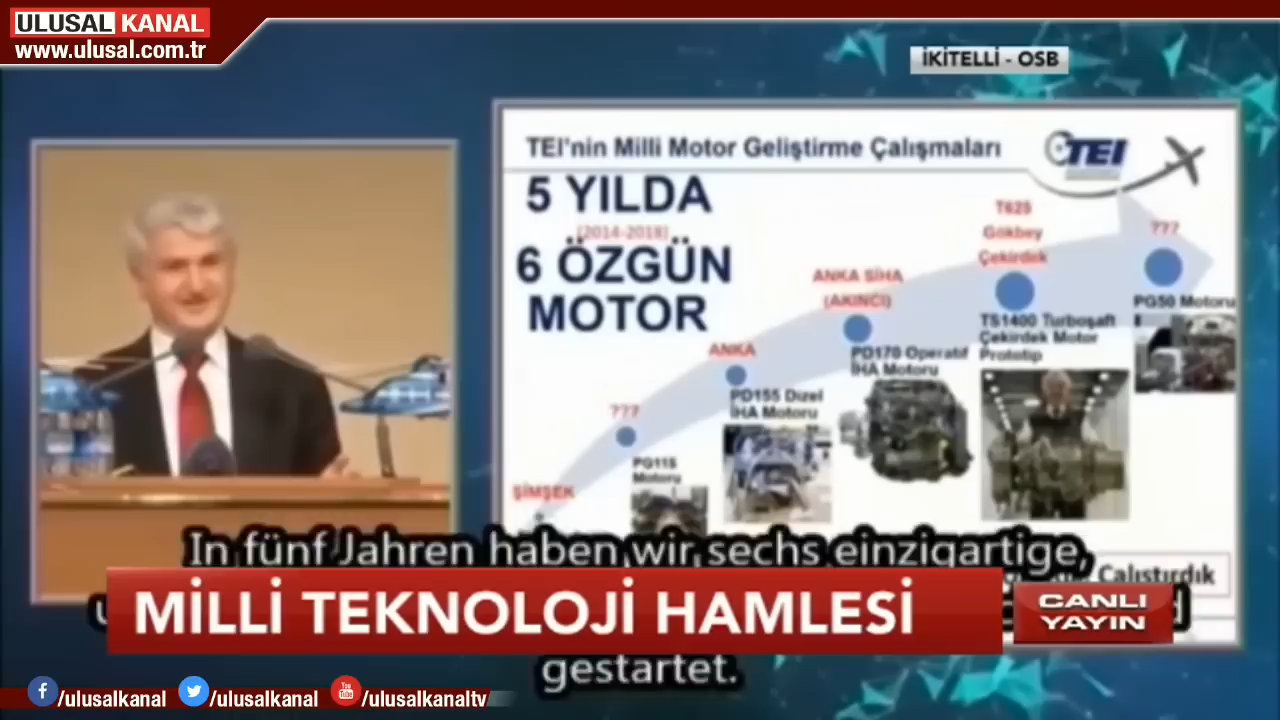 ULUSAL KANAL
www.ulusal.com.tr
İKİTELLİ - OSB
TEI'nin Milli Motor Geliştirme Çalışmaları
TEI
5 YILDA
(2014-2018)
6 ÖZGÜN
MOTOR
ŞİMŞEK
???
PG115
Motoru
ANKA
PD155 Dizel
İHA Motoru
ANKA SİHA
(AKINCI)
PD170 Operatif
İHA Motoru
T625
Gökbey
Çekirdek
TS1400 Turboşaft
Çekirdek Motor
Prototip
???
PG50 Motoru
Çalıştırdık
In fünf Jahren haben wir sechs einzigartige,
gestartet.
MİLLİ TEKNOLOJİ HAMLESİ
CANLI
YAYIN
/ulusalkanal
/ulusalkanal
You
Tube
/ulusalkanaltv